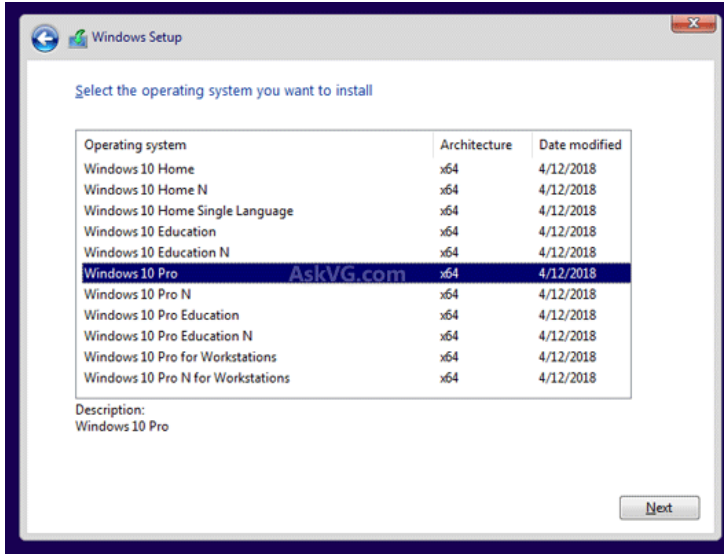 Windows Setup
Select the operating system you want to install
Operating system Architecture Date modified
Windows 10 Home x64 4/12/2018
Windows 10 Home N x64 4/12/2018
Windows 10 Home Single Language x64 4/12/2018
Windows 10 Education x64 4/12/2018
Windows 10 Education N x64 4/12/2018
Windows 10 Pro AskVG.com x64 4/12/2018
Windows 10 Pro N x64 4/12/2018
Windows 10 Pro Education x64 4/12/2018
Windows 10 Pro Education N x64 4/12/2018
Windows 10 Pro for Workstations x64 4/12/2018
Windows 10 Pro N for Workstations x64 4/12/2018
Description:
Windows 10 Pro
Next